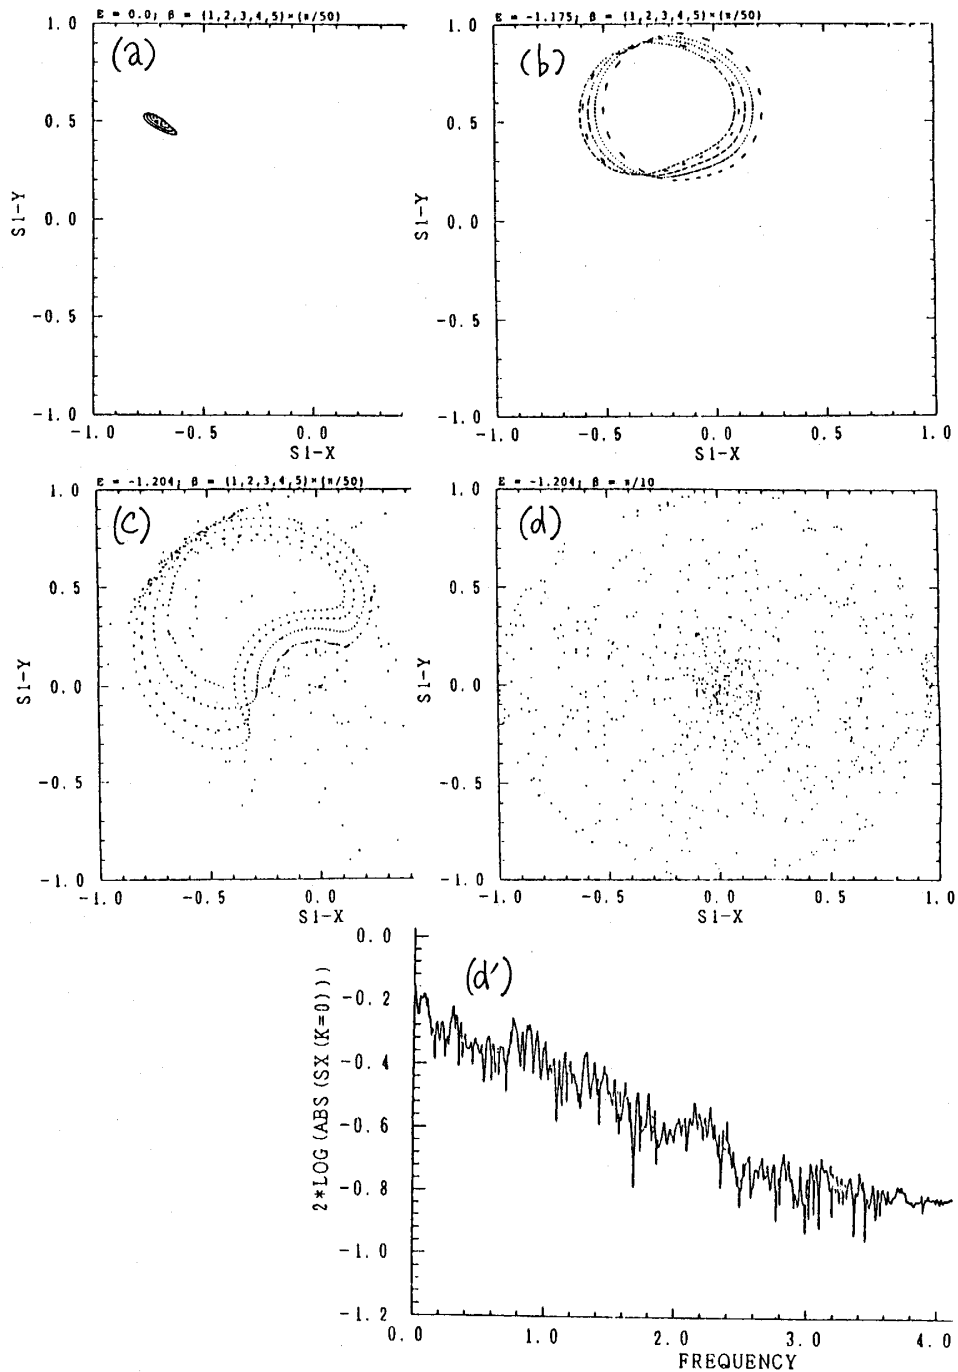 E = 0.0; β = (1,2,3,4,5)×(π/50)
(a)
1.0
0.5
0.0
-0.5
-1.0
S1-Y
-1.0 -0.5 0.0
S1-X
E = -1.175; β = (1,2,3,4,5)×(π/50)
(b)
1.0
0.5
0.0
-0.5
-1.0
S1-Y
-1.0 -0.5 0.0 0.5 1.0
S1-X
E = -1.204; β = (1,2,3,4,5)×(π/50)
(c)
1.0
0.5
0.0
-0.5
-1.0
S1-Y
-1.0 -0.5 0.0
S1-X
E = -1.204; β = π/10
(d)
1.0
0.5
0.0
-0.5
-1.0
S1-Y
-1.0 -0.5 0.0 0.5 1.0
S1-X
(d')
0.0
-0.2
-0.4
-0.6
-0.8
-1.0
-1.2
2*LOG(ABS(SX(K=0)))
0.0 1.0 2.0 3.0 4.0
FREQUENCY